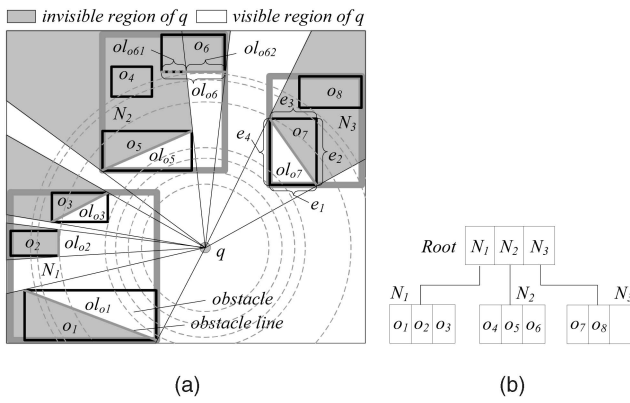 invisible region of q visible region of q
ol_o61 o_6 ol_o62
o_4
ol_o6
e_3 o_8
N_2
N_3
e_4 o_7 e_2
o_5 ol_o5
ol_o7
e_1
o_3 ol_o3
o_2 ol_o2
q
N_1
Root N_1 N_2 N_3
ol_o1 obstacle
N_1 N_2 N_3
o_1 obstacle line
o_1 o_2 o_3 o_4 o_5 o_6 o_7 o_8
(a) (b)